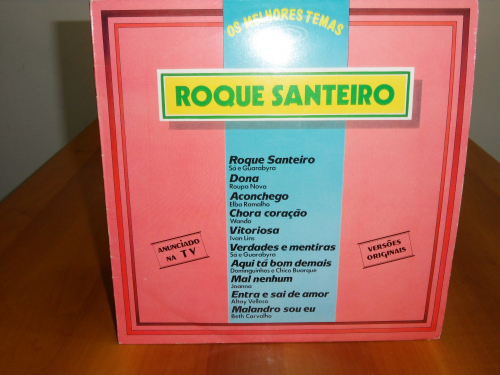 OS MELHORES TEMAS
ROQUE SANTEIRO
Roque Santeiro
Sá e Guarabyra
Dona
Roupa Nova
Aconchego
Elba Ramalho
Chora coração
Wando
Vitoriosa
Ivan Lins
Verdades e mentiras
Sá e Guarabyra
Aqui tá bom demais
Dominguinhos e Chico Buarque
Mal nenhum
Joanna
Entra e sai de amor
Altay Velloso
Malandro sou eu
Beth Carvalho
ANUNCIADO
NA TV
VERSÕES
ORIGINAIS